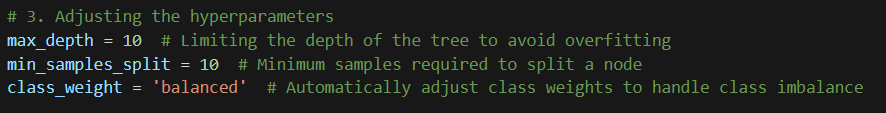 # 3. Adjusting the hyperparameters
max_depth = 10  # Limiting the depth of the tree to avoid overfitting
min_samples_split = 10  # Minimum samples required to split a node
class_weight = 'balanced'  # Automatically adjust class weights to handle class imbalance